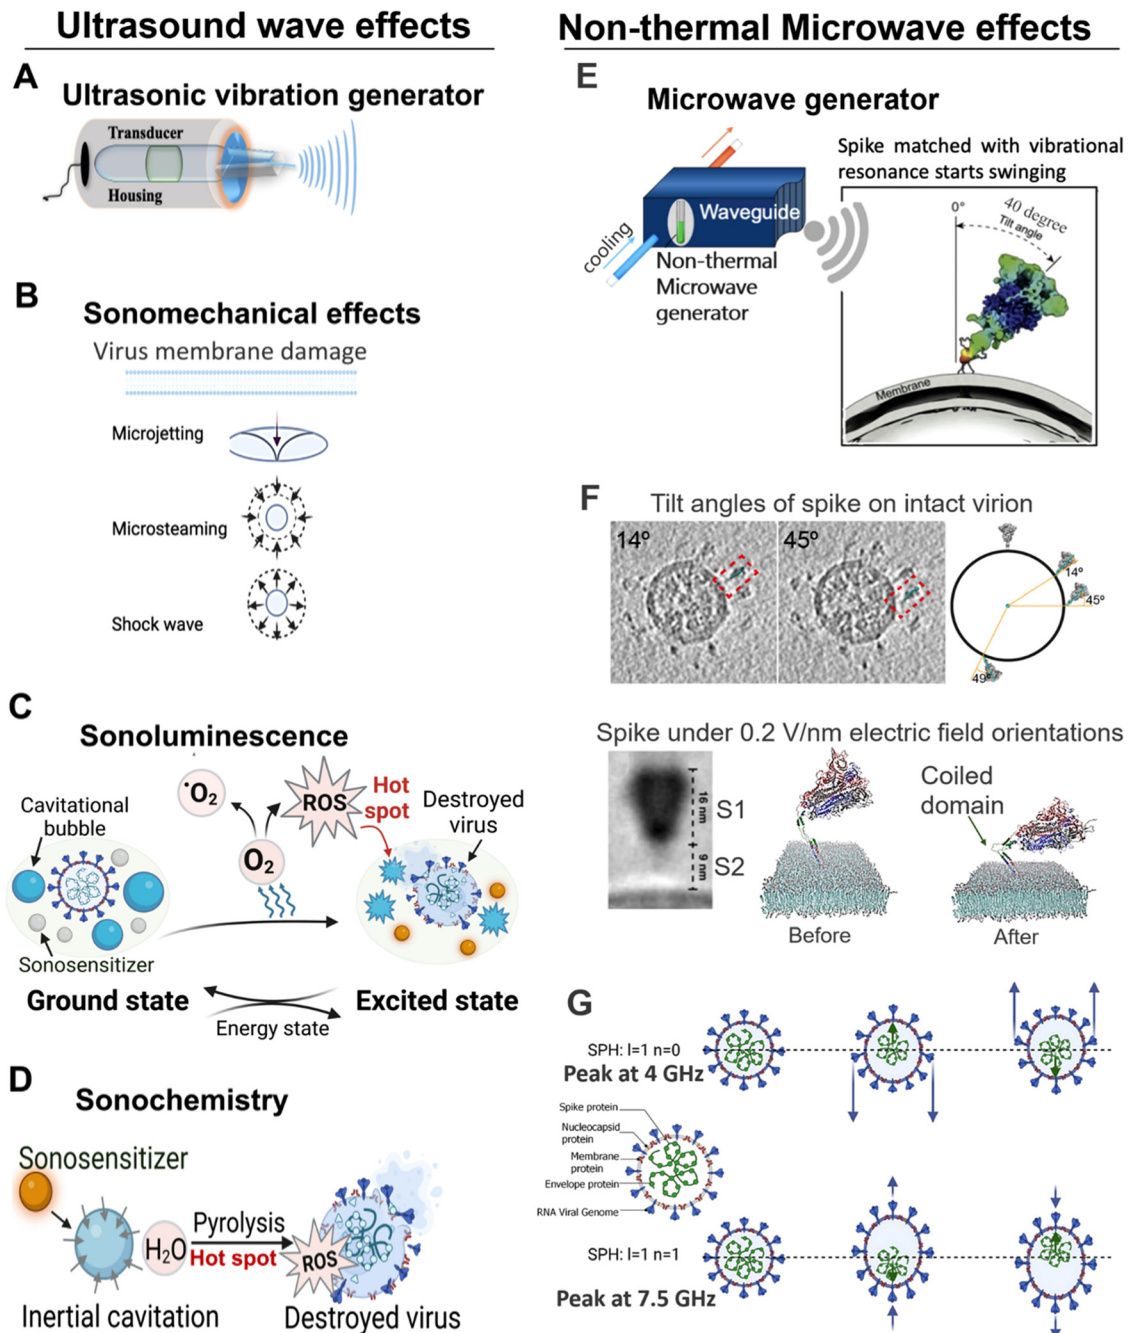 Ultrasound wave effects
A
Ultrasonic vibration generator
Transducer
Housing
B
Sonomechanical effects
Virus membrane damage
Microjetting
Microsteaming
Shock wave
C
Sonoluminescence
Cavitational
bubble
•O2
ROS
Hot
spot
Destroyed
virus
O2
Sonosensitizer
Ground state
Excited state
Energy state
D
Sonochemistry
Sonosensitizer
H2O
Pyrolysis
Hot spot
ROS
Inertial cavitation
Destroyed virus
Non-thermal Microwave effects
E
Microwave generator
Spike matched with vibrational
resonance starts swinging
Waveguide
cooling
Non-thermal
Microwave
generator
0°
40 degree
Tilt angle
Membrane
F
Tilt angles of spike on intact virion
14º
45º
14º
45º
49º
Spike under 0.2 V/nm electric field orientations
16 nm
S1
9 nm
S2
Coiled
domain
Before
After
G
SPH: l=1 n=0
Peak at 4 GHz
Spike protein
Nucleocapsid
protein
Membrane
protein
Envelope protein
RNA Viral Genome
SPH: l=1 n=1
Peak at 7.5 GHz